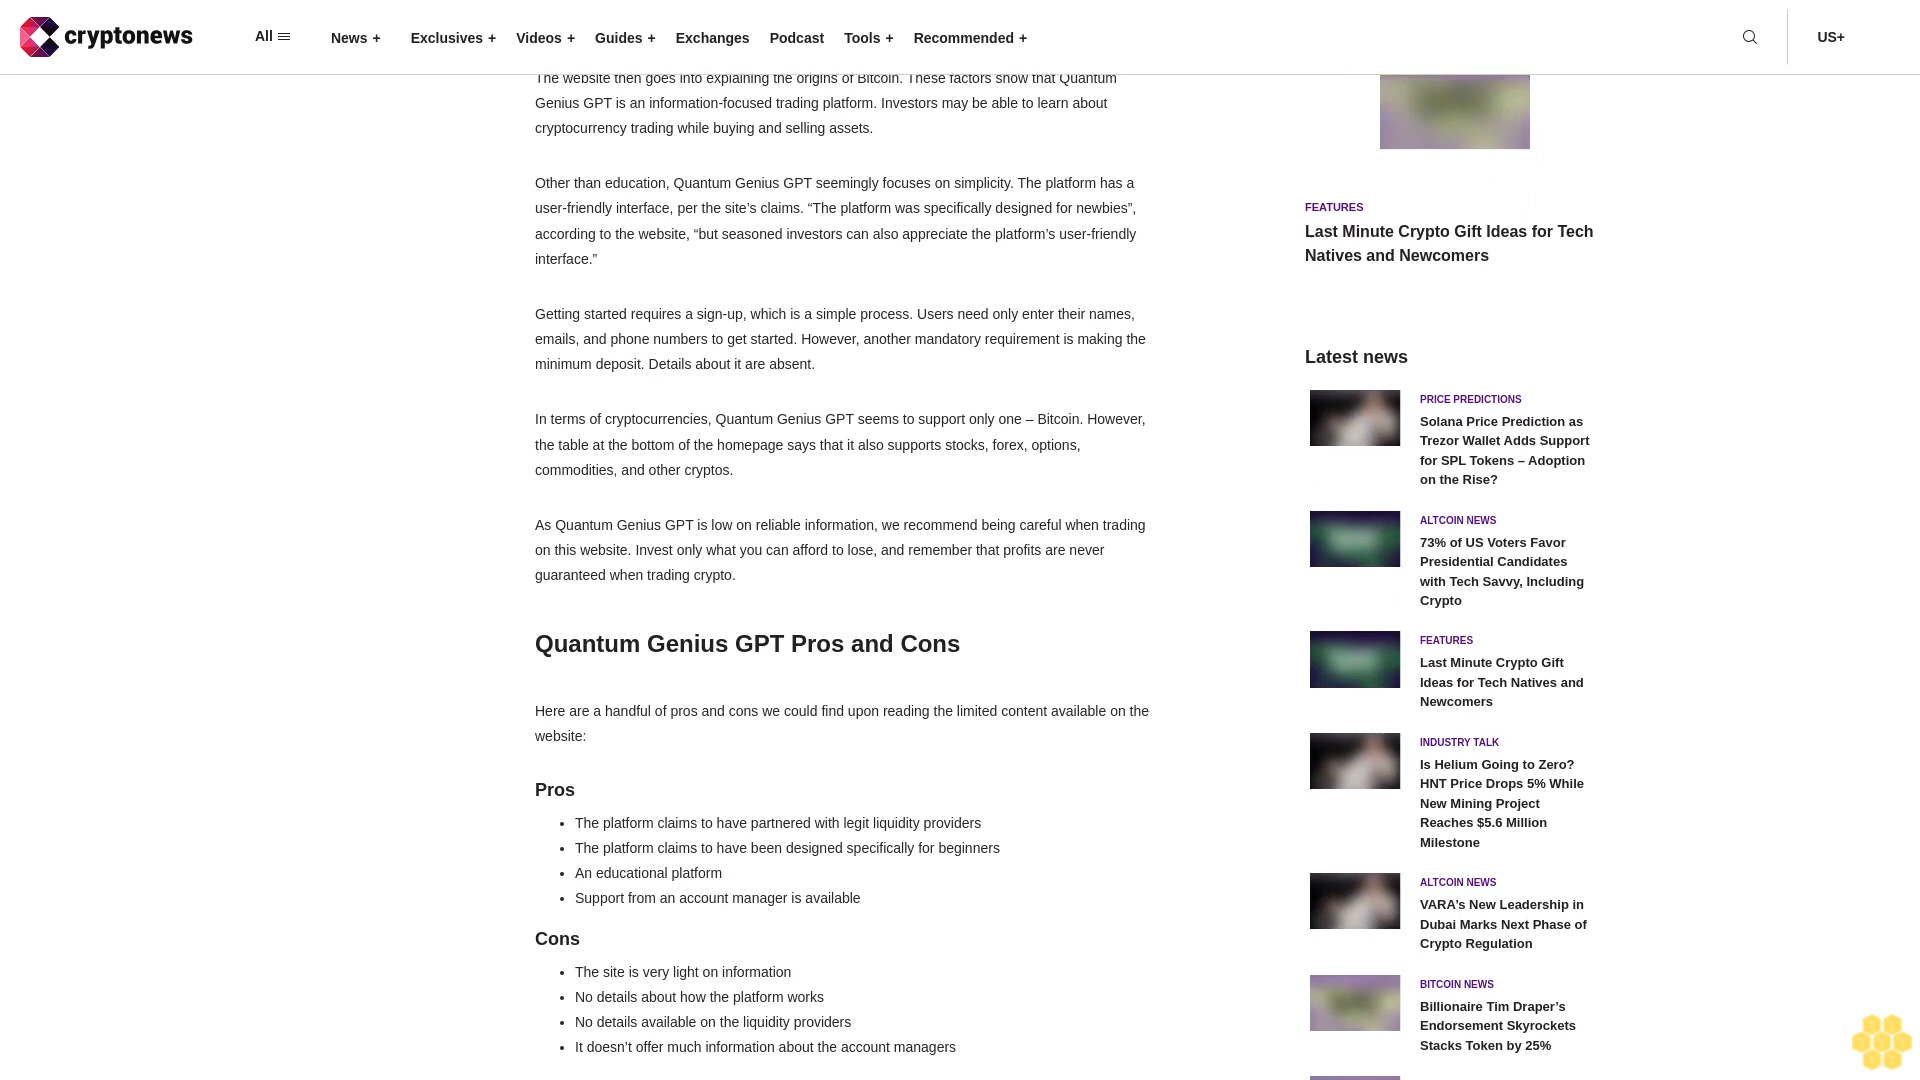 cryptonews
All
News +
Exclusives +
Videos +
Guides +
Exchanges
Podcast
Tools +
Recommended +
US+
The website then goes into explaining the origins of Bitcoin. These factors show that Quantum
Genius GPT is an information-focused trading platform. Investors may be able to learn about
cryptocurrency trading while buying and selling assets.
Other than education, Quantum Genius GPT seemingly focuses on simplicity. The platform has a
user-friendly interface, per the site’s claims. “The platform was specifically designed for newbies”,
according to the website, “but seasoned investors can also appreciate the platform’s user-friendly
interface.”
Getting started requires a sign-up, which is a simple process. Users need only enter their names,
emails, and phone numbers to get started. However, another mandatory requirement is making the
minimum deposit. Details about it are absent.
In terms of cryptocurrencies, Quantum Genius GPT seems to support only one – Bitcoin. However,
the table at the bottom of the homepage says that it also supports stocks, forex, options,
commodities, and other cryptos.
As Quantum Genius GPT is low on reliable information, we recommend being careful when trading
on this website. Invest only what you can afford to lose, and remember that profits are never
guaranteed when trading crypto.
Quantum Genius GPT Pros and Cons
Here are a handful of pros and cons we could find upon reading the limited content available on the
website:
Pros
• The platform claims to have partnered with legit liquidity providers
• The platform claims to have been designed specifically for beginners
• An educational platform
• Support from an account manager is available
Cons
• The site is very light on information
• No details about how the platform works
• No details available on the liquidity providers
• It doesn’t offer much information about the account managers
FEATURES
Last Minute Crypto Gift Ideas for Tech
Natives and Newcomers
Latest news
PRICE PREDICTIONS
Solana Price Prediction as
Trezor Wallet Adds Support
for SPL Tokens – Adoption
on the Rise?
ALTCOIN NEWS
73% of US Voters Favor
Presidential Candidates
with Tech Savvy, Including
Crypto
FEATURES
Last Minute Crypto Gift
Ideas for Tech Natives and
Newcomers
INDUSTRY TALK
Is Helium Going to Zero?
HNT Price Drops 5% While
New Mining Project
Reaches $5.6 Million
Milestone
ALTCOIN NEWS
VARA’s New Leadership in
Dubai Marks Next Phase of
Crypto Regulation
BITCOIN NEWS
Billionaire Tim Draper’s
Endorsement Skyrockets
Stacks Token by 25%